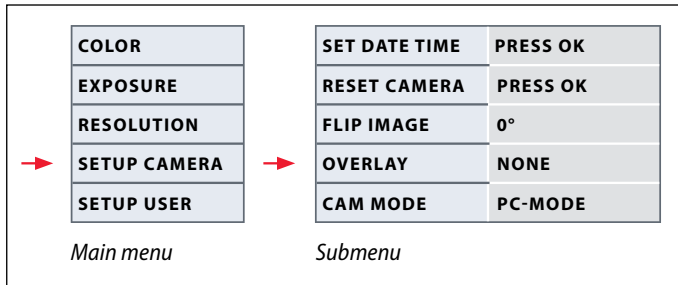 COLOR
EXPOSURE
RESOLUTION
SETUP CAMERA
SETUP USER
Main menu
SET DATE TIME PRESS OK
RESET CAMERA PRESS OK
FLIP IMAGE 0°
OVERLAY NONE
CAM MODE PC-MODE
Submenu